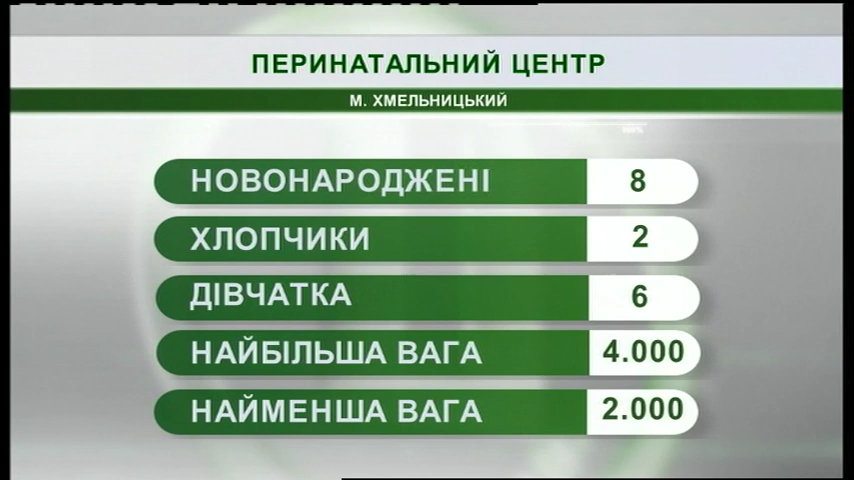 ПЕРИНАТАЛЬНИЙ ЦЕНТР
М. ХМЕЛЬНИЦЬКИЙ
НОВОНАРОДЖЕНІ 8
ХЛОПЧИКИ 2
ДІВЧАТКА 6
НАЙБІЛЬША ВАГА 4.000
НАЙМЕНША ВАГА 2.000